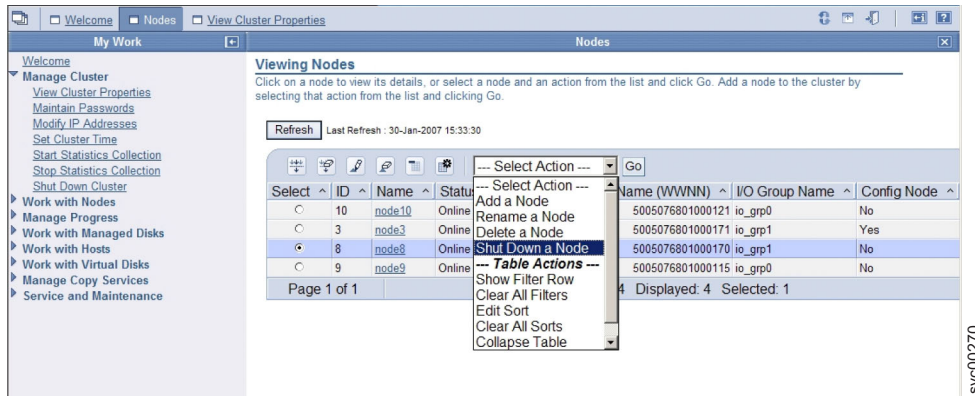 Welcome Nodes View Cluster Properties
My Work
Nodes
Welcome
Manage Cluster
View Cluster Properties
Maintain Passwords
Modify IP Addresses
Set Cluster Time
Start Statistics Collection
Stop Statistics Collection
Shut Down Cluster
Work with Nodes
Manage Progress
Work with Managed Disks
Work with Hosts
Work with Virtual Disks
Manage Copy Services
Service and Maintenance
Viewing Nodes
Click on a node to view its details, or select a node and an action from the list and click Go. Add a node to the cluster by
selecting that action from the list and clicking Go.
Refresh Last Refresh : 30-Jan-2007 15:33:30
--- Select Action --- Go
Select ID Name Statu Name (WWNN) I/O Group Name Config Node
10 node10 Online 5005076801000121 io_grp0 No
3 node3 Online 5005076801000171 io_grp1 Yes
8 node8 Online 5005076801000170 io_grp1 No
9 node9 Online 5005076801000115 io_grp0 No
Page 1 of 1 4 Displayed: 4 Selected: 1
--- Select Action ---
Add a Node
Rename a Node
Delete a Node
Shut Down a Node
--- Table Actions ---
Show Filter Row
Clear All Filters
Edit Sort
Clear All Sorts
Collapse Table
svc00270